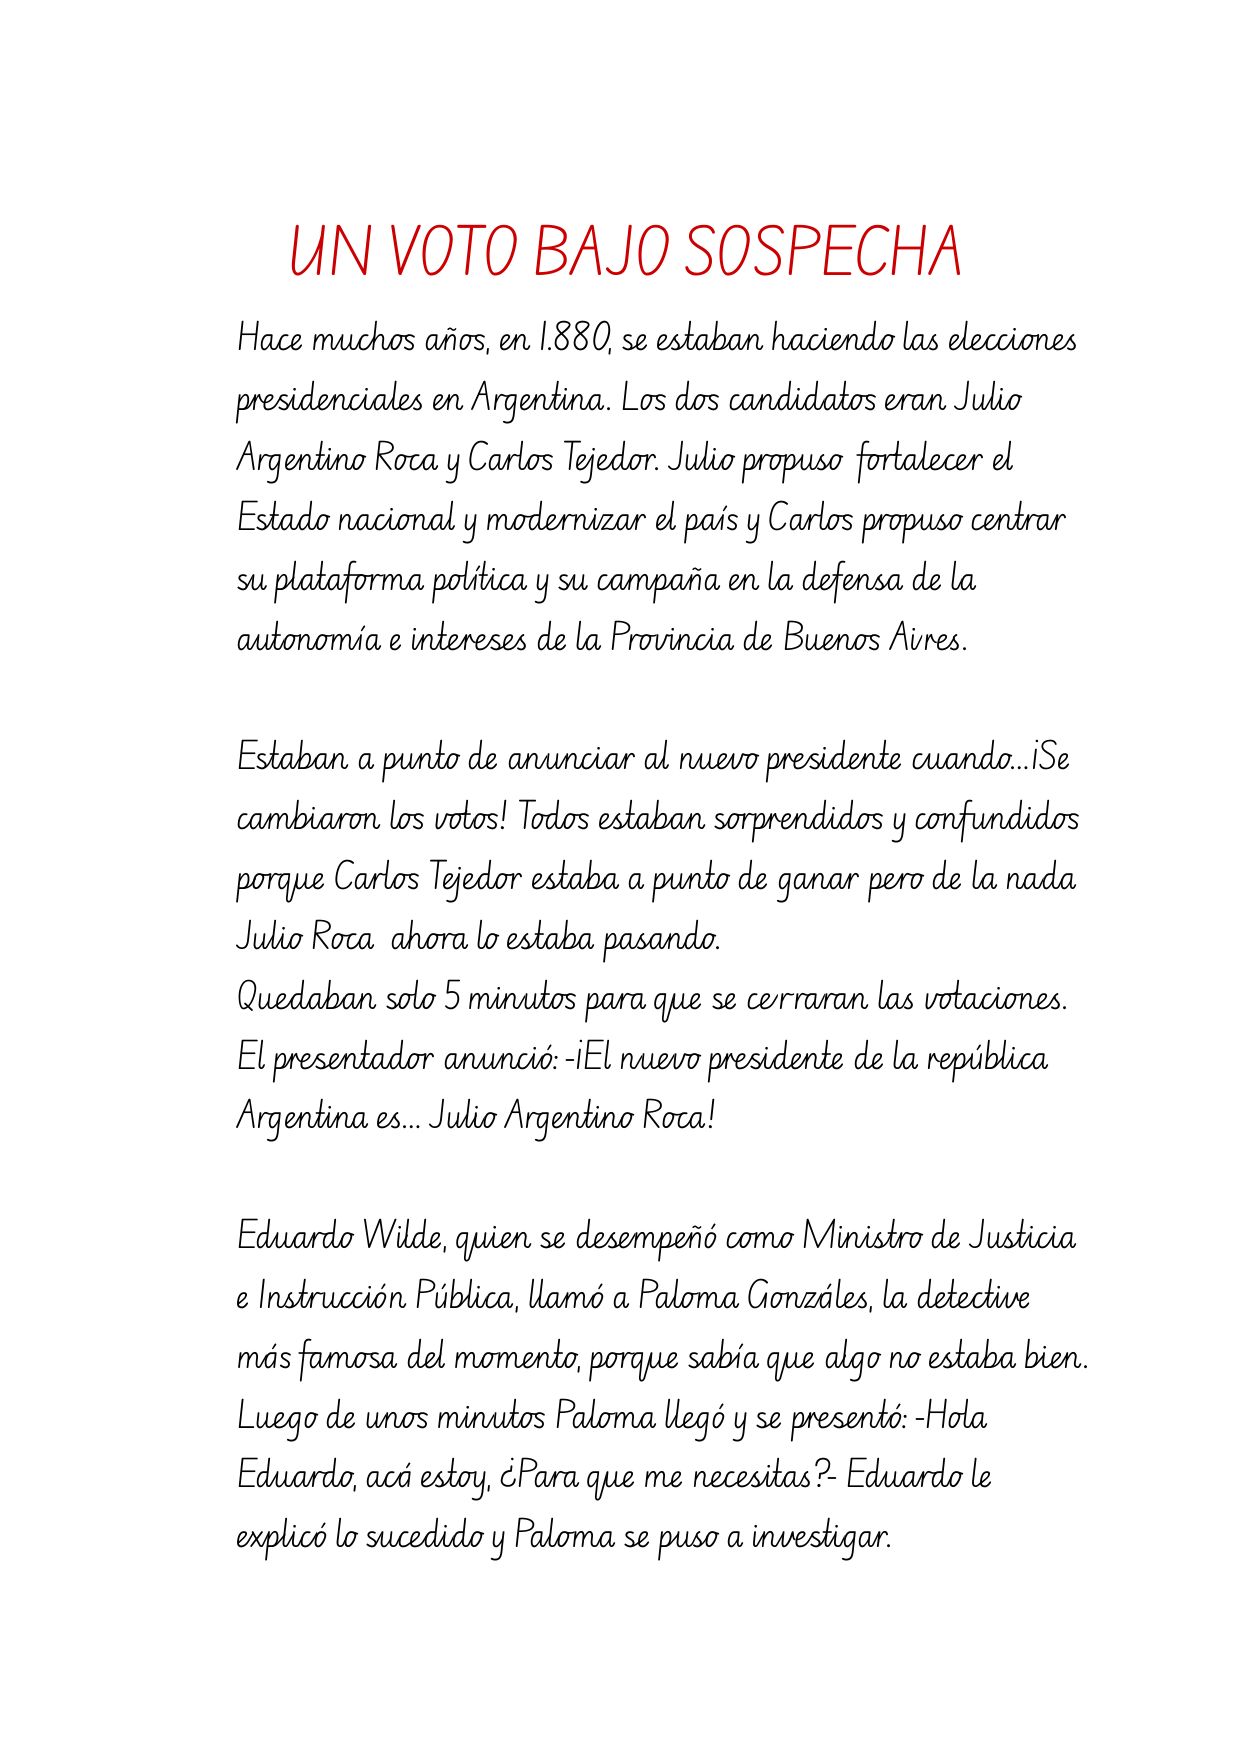 UN VOTO BAJO SOSPECHA
Hace muchos años, en 1.880, se estaban haciendo las elecciones
presidenciales en Argentina. Los dos candidatos eran Julio
Argentino Roca y Carlos Tejedor. Julio propuso fortalecer el
Estado nacional y modernizar el país y Carlos propuso centrar
su plataforma política y su campaña en la defensa de la
autonomía e intereses de la Provincia de Buenos Aires.
Estaban a punto de anunciar al nuevo presidente cuando...¡Se
cambiaron los votos! Todos estaban sorprendidos y confundidos
porque Carlos Tejedor estaba a punto de ganar pero de la nada
Julio Roca ahora lo estaba pasando.
Quedaban solo 5 minutos para que se cerraran las votaciones.
El presentador anunció: -¡El nuevo presidente de la república
Argentina es... Julio Argentino Roca!
Eduardo Wilde, quien se desempeñó como Ministro de Justicia
e Instrucción Pública, llamó a Paloma Gonzáles, la detective
más famosa del momento, porque sabía que algo no estaba bien.
Luego de unos minutos Paloma llegó y se presentó: -Hola
Eduardo, acá estoy, ¿Para que me necesitas?- Eduardo le
explicó lo sucedido y Paloma se puso a investigar.